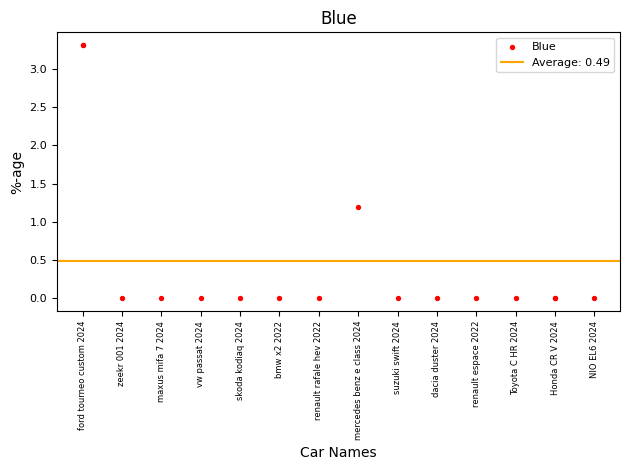 Blue
Blue
Average: 0.49
%-age
3.0
2.5
2.0
1.5
1.0
0.5
0.0
ford tourneo custom 2024
zeekr 001 2024
maxus mifa 7 2024
vw passat 2024
skoda kodiaq 2024
bmw x2 2022
renault rafale hev 2022
mercedes benz e class 2024
suzuki swift 2024
dacia duster 2024
renault espace 2022
Toyota C HR 2024
Honda CR V 2024
NIO EL6 2024
Car Names